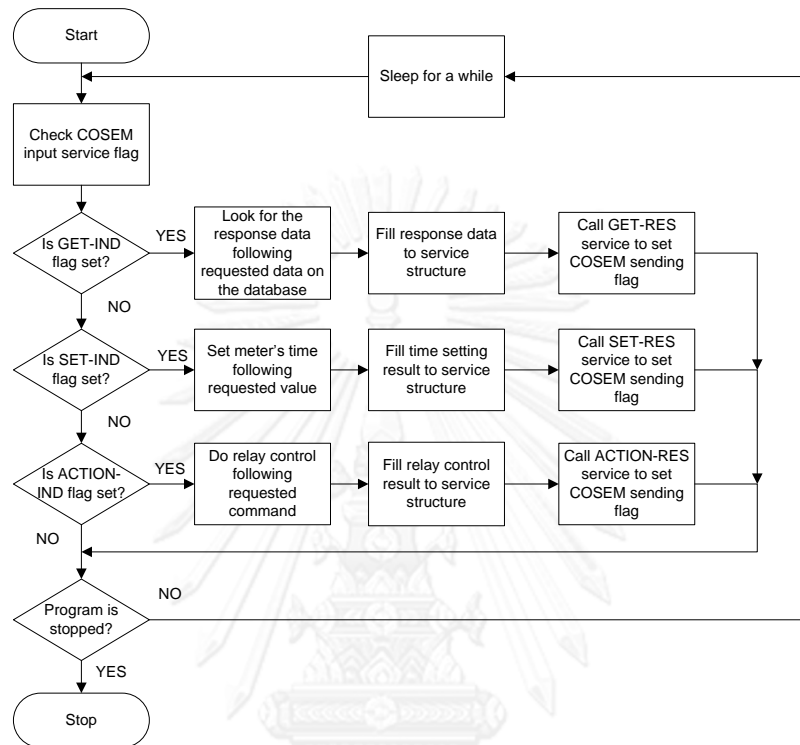 Start
Sleep for a while
Check COSEM
input service flag
Is GET-IND
flag set?
YES
Look for the
response data
following
requested data on
the database
Fill response data
to service
structure
Call GET-RES
service to set
COSEM sending
flag
NO
Is SET-IND
flag set?
YES
Set meter's time
following
requested value
Fill time setting
result to service
structure
Call SET-RES
service to set
COSEM sending
flag
NO
Is ACTION-
IND flag set?
YES
Do relay control
following
requested
command
Fill relay control
result to service
structure
Call ACTION-RES
service to set
COSEM sending
flag
NO
Program is
stopped?
NO
YES
Stop